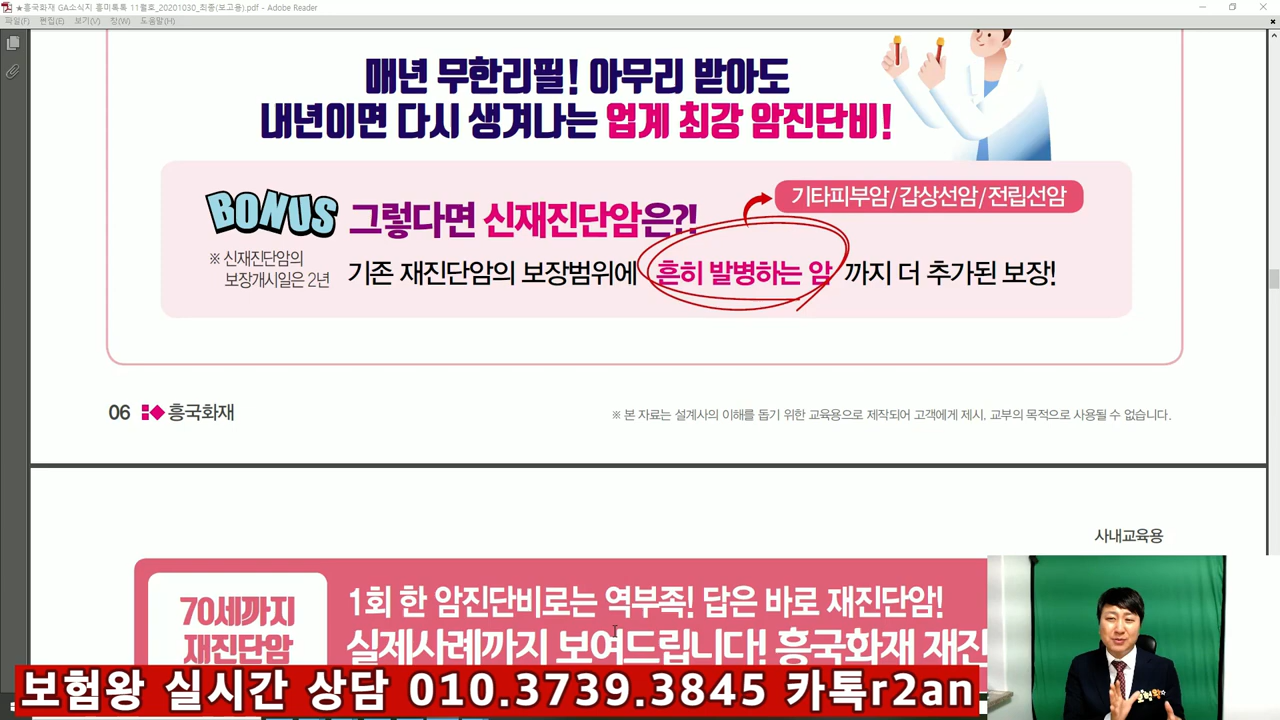 ★흥국화재 GA소식지 흥미톡톡 11월호_20201030_최종(보고용).pdf - Adobe Reader
파일(F) 편집(E) 보기(V) 창(W) 도움말(H)
매년 무한리필! 아무리 받아도
내년이면 다시 생겨나는 업계 최강 암진단비!
기타피부암/갑상선암/전립선암
BONUS 그렇다면 신재진단암은?!
※ 신재진단암의
보장개시일은 2년
기존 재진단암의 보장범위에 흔히 발병하는 암 까지 더 추가된 보장!
06 흥국화재
※ 본 자료는 설계사의 이해를 돕기 위한 교육용으로 제작되어 고객에게 제시, 교부의 목적으로 사용될 수 없습니다.
사내교육용
70세까지
재진단암
1회 한 암진단비로는 역부족! 답은 바로 재진단암!
실제사례까지 보여드립니다! 흥국화재 재진
보험왕 실시간 상담 010.3739.3845 카톡r2an